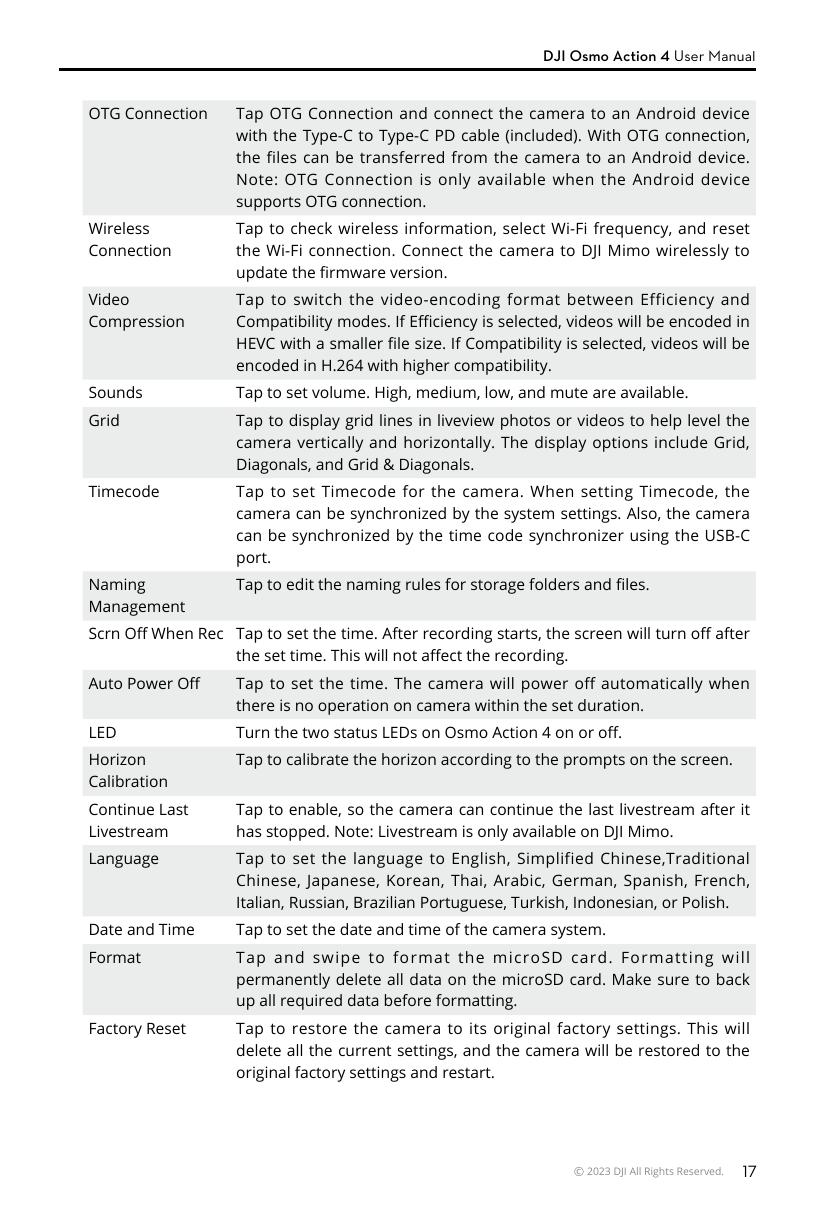 DJI Osmo Action 4 User Manual
OTG Connection
Tap OTG Connection and connect the camera to an Android device
with the Type-C to Type-C PD cable (included). With OTG connection,
the files can be transferred from the camera to an Android device.
Note: OTG Connection is only available when the Android device
supports OTG connection.
Wireless
Connection
Tap to check wireless information, select Wi-Fi frequency, and reset
the Wi-Fi connection. Connect the camera to DJI Mimo wirelessly to
update the firmware version.
Video
Compression
Tap to switch the video-encoding format between Efficiency and
Compatibility modes. If Efficiency is selected, videos will be encoded in
HEVC with a smaller file size. If Compatibility is selected, videos will be
encoded in H.264 with higher compatibility.
Sounds
Tap to set volume. High, medium, low, and mute are available.
Grid
Tap to display grid lines in liveview photos or videos to help level the
camera vertically and horizontally. The display options include Grid,
Diagonals, and Grid & Diagonals.
Timecode
Tap to set Timecode for the camera. When setting Timecode, the
camera can be synchronized by the system settings. Also, the camera
can be synchronized by the time code synchronizer using the USB-C
port.
Naming
Management
Tap to edit the naming rules for storage folders and files.
Scrn Off When Rec
Tap to set the time. After recording starts, the screen will turn off after
the set time. This will not affect the recording.
Auto Power Off
Tap to set the time. The camera will power off automatically when
there is no operation on camera within the set duration.
LED
Turn the two status LEDs on Osmo Action 4 on or off.
Horizon
Calibration
Tap to calibrate the horizon according to the prompts on the screen.
Continue Last
Livestream
Tap to enable, so the camera can continue the last livestream after it
has stopped. Note: Livestream is only available on DJI Mimo.
Language
Tap to set the language to English, Simplified Chinese,Traditional
Chinese, Japanese, Korean, Thai, Arabic, German, Spanish, French,
Italian, Russian, Brazilian Portuguese, Turkish, Indonesian, or Polish.
Date and Time
Tap to set the date and time of the camera system.
Format
Tap and swipe to format the microSD card. Formatting will
permanently delete all data on the microSD card. Make sure to back
up all required data before formatting.
Factory Reset
Tap to restore the camera to its original factory settings. This will
delete all the current settings, and the camera will be restored to the
original factory settings and restart.
© 2023 DJI All Rights Reserved. 17